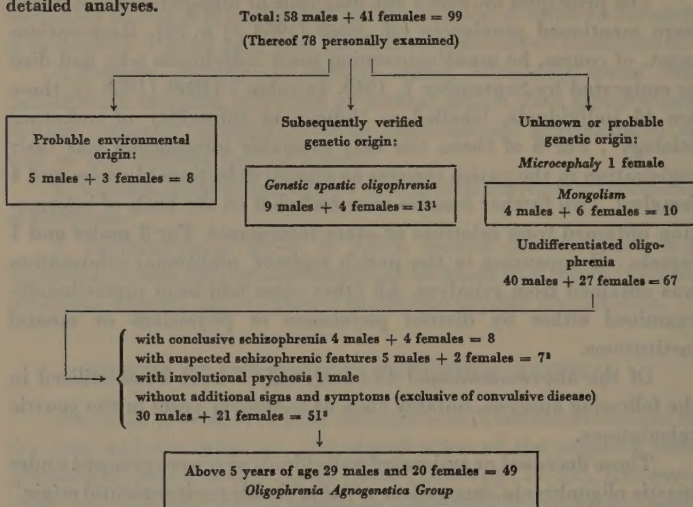 detailed analyses.
Total: 58 males + 41 females = 99
(Thereof 78 personally examined)
Probable environmental
origin:
5 males + 3 females = 8
Subsequently verified
genetic origin:
Genetic spastic oligophrenia
9 males + 4 females = 13¹
Unknown or probable
genetic origin:
Microcephaly 1 female
Mongolism
4 males + 6 females = 10
Undifferentiated oligo-
phrenia
40 males + 27 females = 67
with conclusive schizophrenia 4 males + 4 females = 8
with suspected schizophrenic features 5 males + 2 females = 7²
with involutional psychosis 1 male
without additional signs and symptoms (exclusive of convulsive disease)
30 males + 21 females = 51³
Above 5 years of age 29 males and 20 females = 49
Oligophrenia Agnogenetica Group